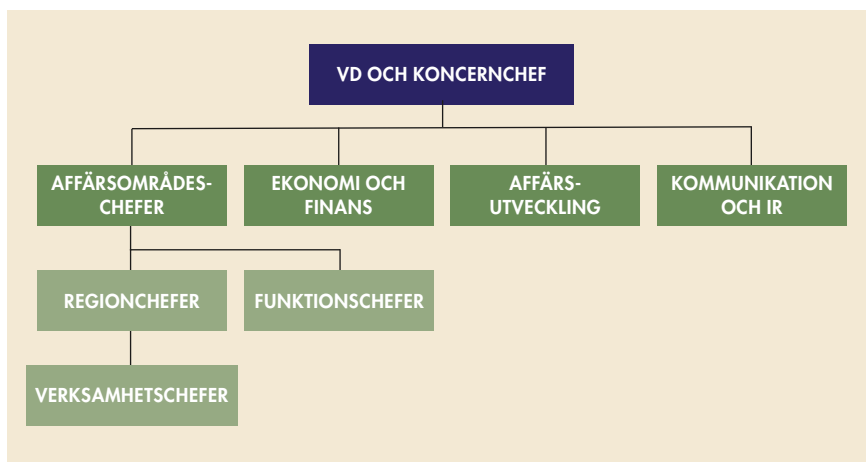 VD OCH KONCERNCHEF
AFFÄRSOMRÅDES-
CHEFER
EKONOMI OCH
FINANS
AFFÄRS-
UTVECKLING
KOMMUNIKATION
OCH IR
REGIONCHEFER
FUNKTIONSCHEFER
VERKSAMHETSCHEFER